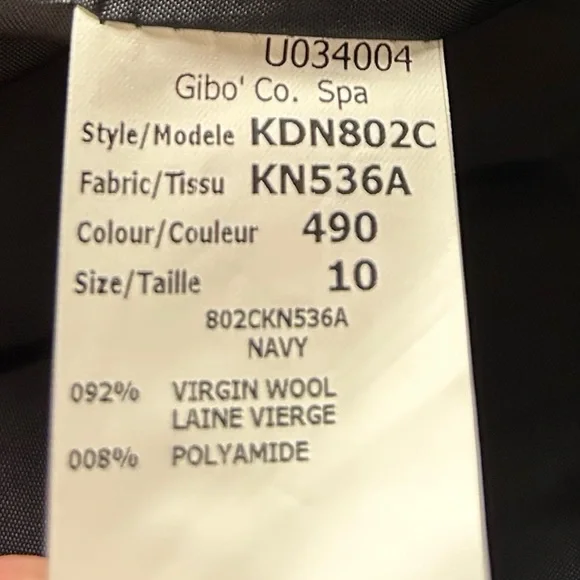 U034004
Gibo' Co. Spa
Style/Modele KDN802C
Fabric/Tissu KN536A
Colour/Couleur 490
Size/Taille 10
802CKN536A
NAVY
092% VIRGIN WOOL
LAINE VIERGE
008% POLYAMIDE